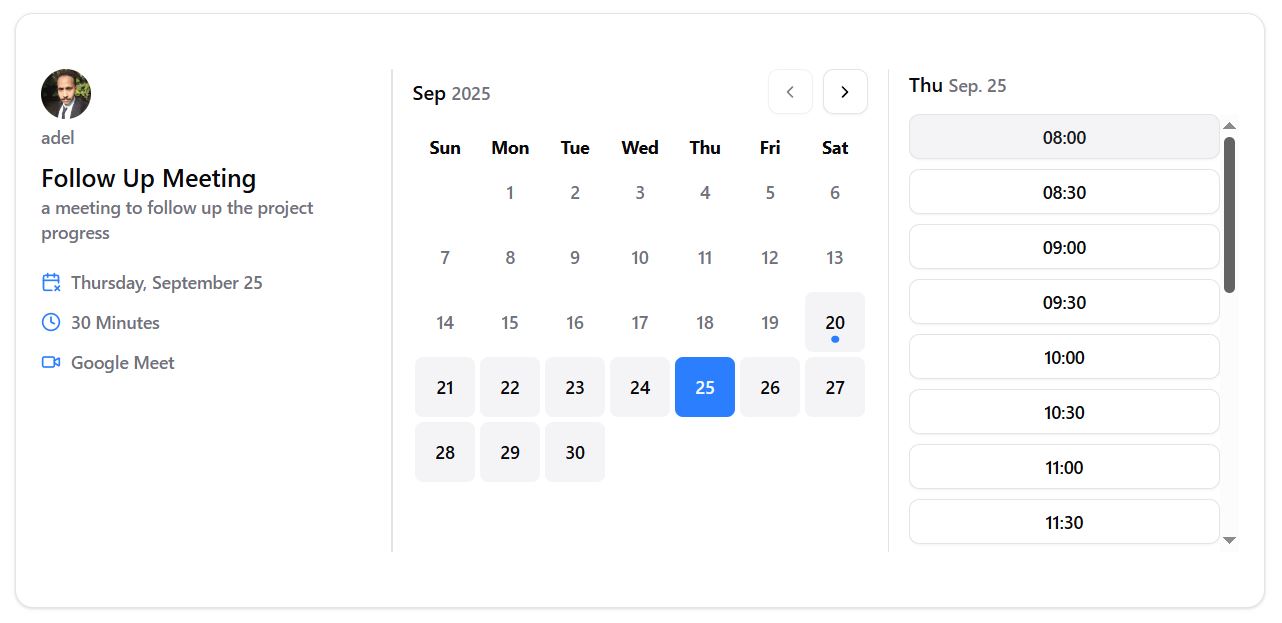 adel
Follow Up Meeting
a meeting to follow up the project
progress
Thursday, September 25
30 Minutes
Google Meet
Sep 2025
Sun Mon Tue Wed Thu Fri Sat
1 2 3 4 5 6
7 8 9 10 11 12 13
14 15 16 17 18 19 20
21 22 23 24 25 26 27
28 29 30
Thu Sep. 25
08:00
08:30
09:00
09:30
10:00
10:30
11:00
11:30